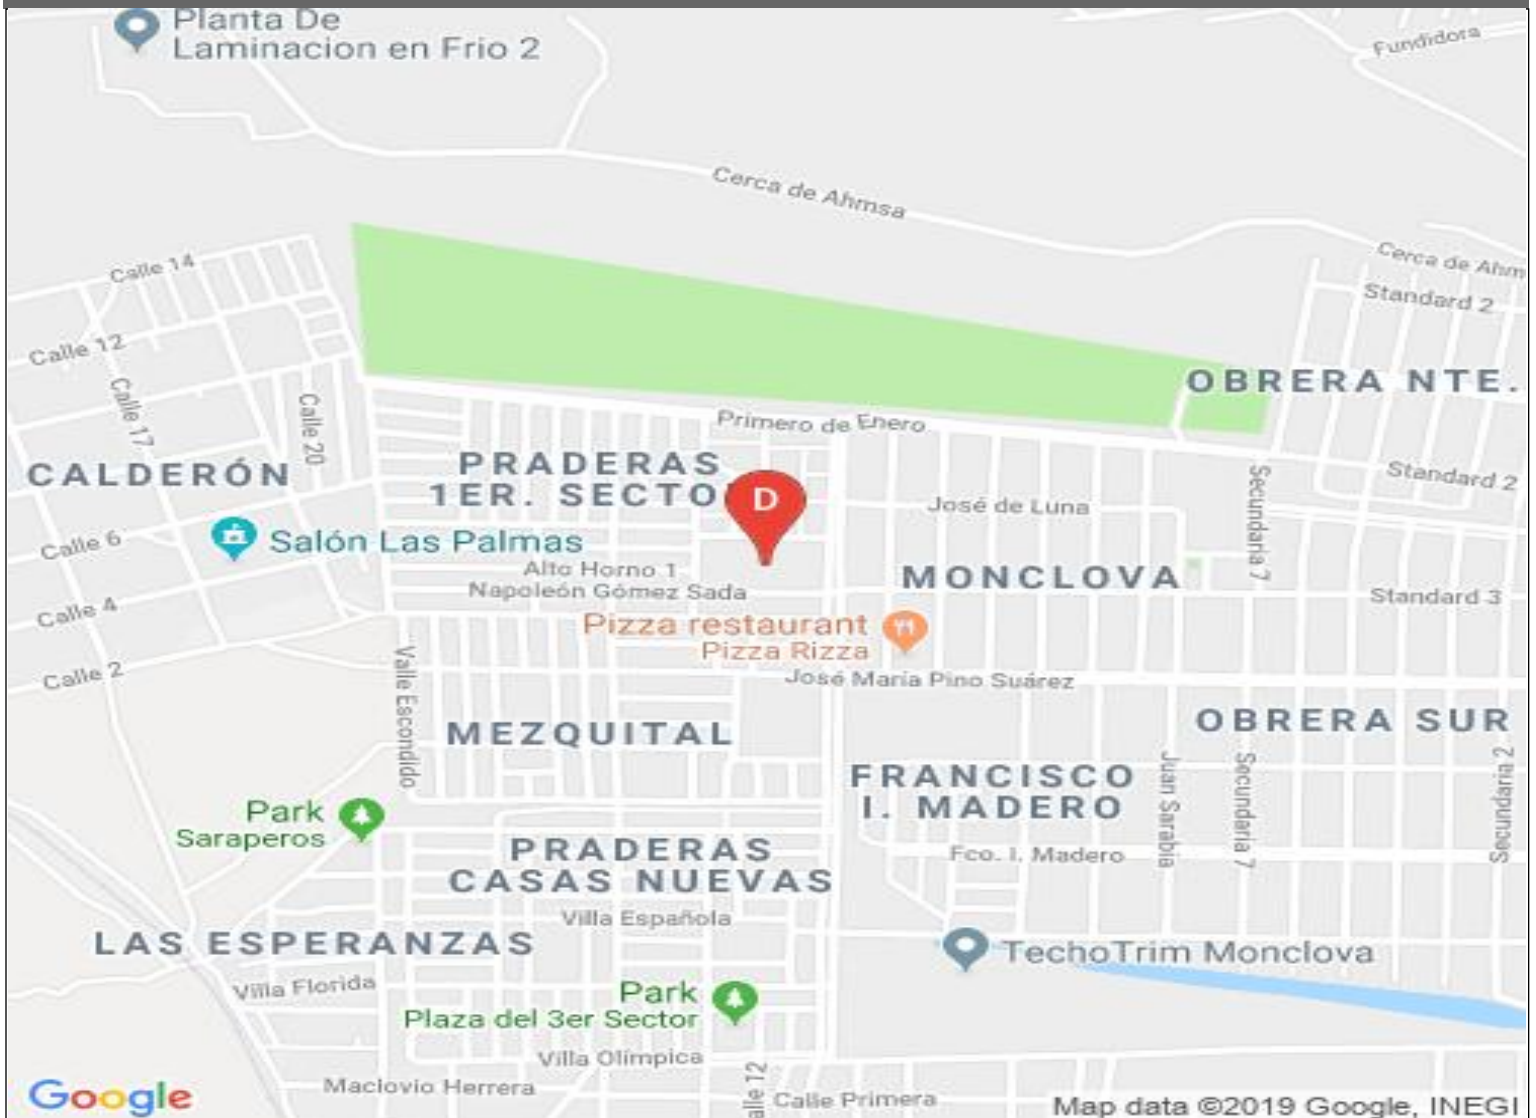 Planta De
Laminacion en Frio 2
Fundidora
Cerca de Ahmsa
Cerca de Ahm
Calle 14
Standard 2
Calle 12
OBRERA NTE.
Calle 17
Calle 20
Primero de Enero
PRADERAS
1ER. SECTO
D
CALDERÓN
Standard 2
José de Luna
Secundaria 7
Calle 6
Salón Las Palmas
Alto Horno 1
Napoleón Gómez Sada
MONCLOVA
Standard 3
Calle 4
Pizza restaurant
Pizza Rizza
Calle 2
José María Pino Suárez
Valle Escondido
MEZQUITAL
OBRERA SUR
FRANCISCO
I. MADERO
Juan Sarabia
Secundaria 7
Secundaria 2
Park
Saraperos
PRADERAS
CASAS NUEVAS
Fco. I. Madero
Villa Española
LAS ESPERANZAS
TechoTrim Monclova
Villa Florida
Park
Plaza del 3er Sector
Villa Olímpica
Maclovio Herrera
alle 12
Calle Primera
Google
Map data ©2019 Google, INEGI